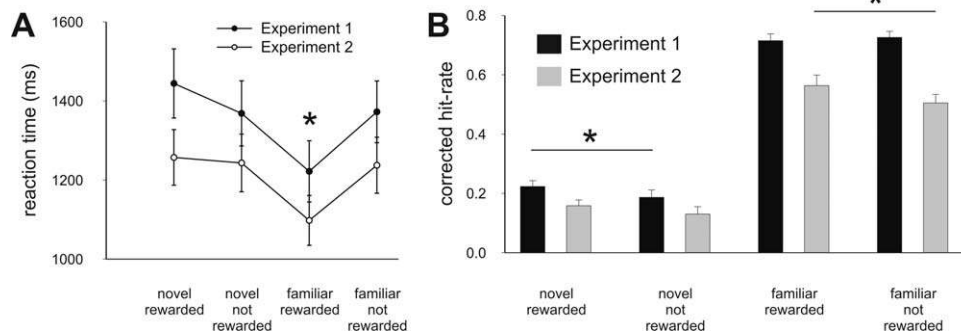 A
reaction time (ms)
1600
1400
1200
1000
Experiment 1
Experiment 2
*
novel
rewarded
novel
not
rewarded
familiar
rewarded
familiar
not
rewarded
B
corrected hit-rate
0.8
0.6
0.4
0.2
0.0
Experiment 1
Experiment 2
*
*
novel
rewarded
novel
not
rewarded
familiar
rewarded
familiar
not
rewarded